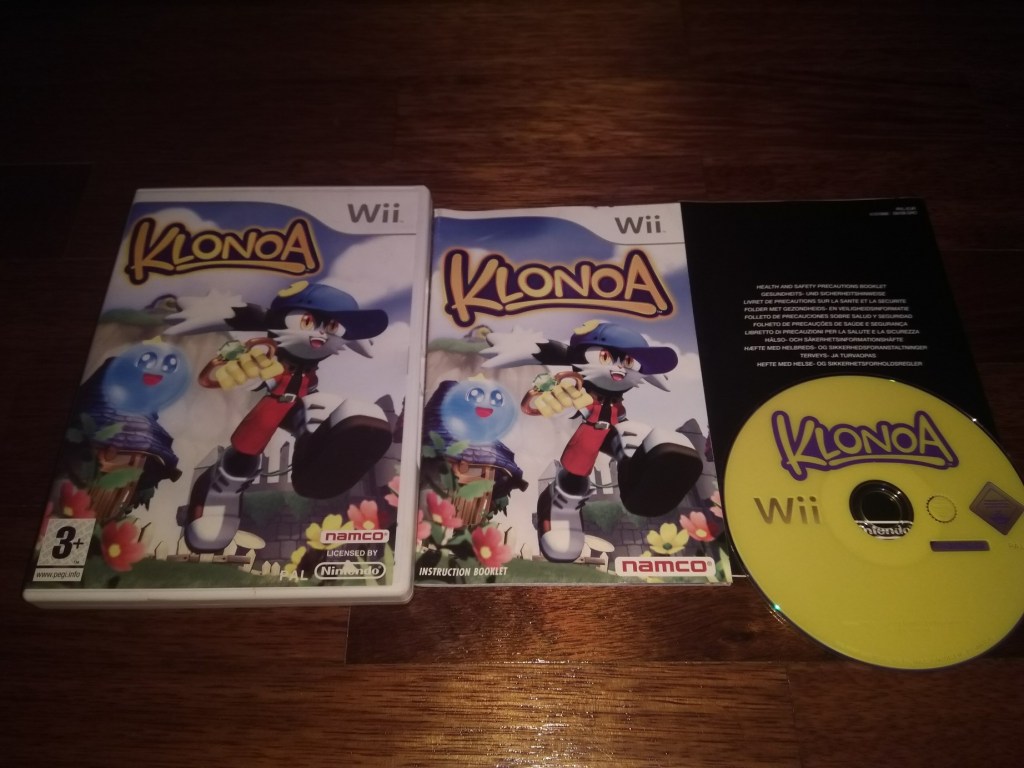 Wii
KLONOA
3+
www.pegi.info
namco
LICENSED BY
PAL
Nintendo
Wii
KLONOA
INSTRUCTION BOOKLET
namco
HEALTH AND SAFETY PRECAUTIONS BOOKLET
GESUNDHEITS- UND SICHERHEITSHINWEISE
LIVRET DE PRÉCAUTIONS SUR LA SANTÉ ET LA SÉCURITÉ
FOLDER MET GEZONDHEIDS- EN VEILIGHEIDSINFORMATIE
FOLLETO DE PRECAUCIONES SOBRE SALUD Y SEGURIDAD
FOLHETO DE PRECAUÇÕES DE SAÚDE E SEGURANÇA
LIBRETTO DI PRECAUZIONI PER LA SALUTE E LA SICUREZZA
HÄLSO- OCH SÄKERHETSINFORMATIONSHÄFTE
HÆFTE MED HELBREDS- OG SIKKERHEDSFORANSTALTNINGER
TERVEYS- JA TURVAOPAS
HEFTE MED HELSE- OG SIKKERHETSFORHOLDSREGLER
KLONOA
Wii
Nintendo